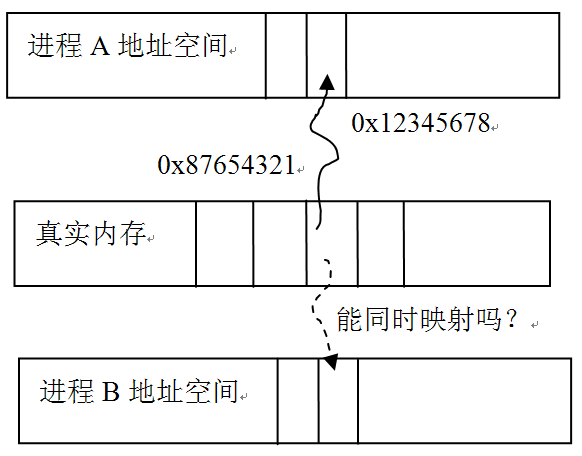 进程 A 地址空间
0x12345678
0x87654321
真实内存
能同时映射吗？
进程 B 地址空间